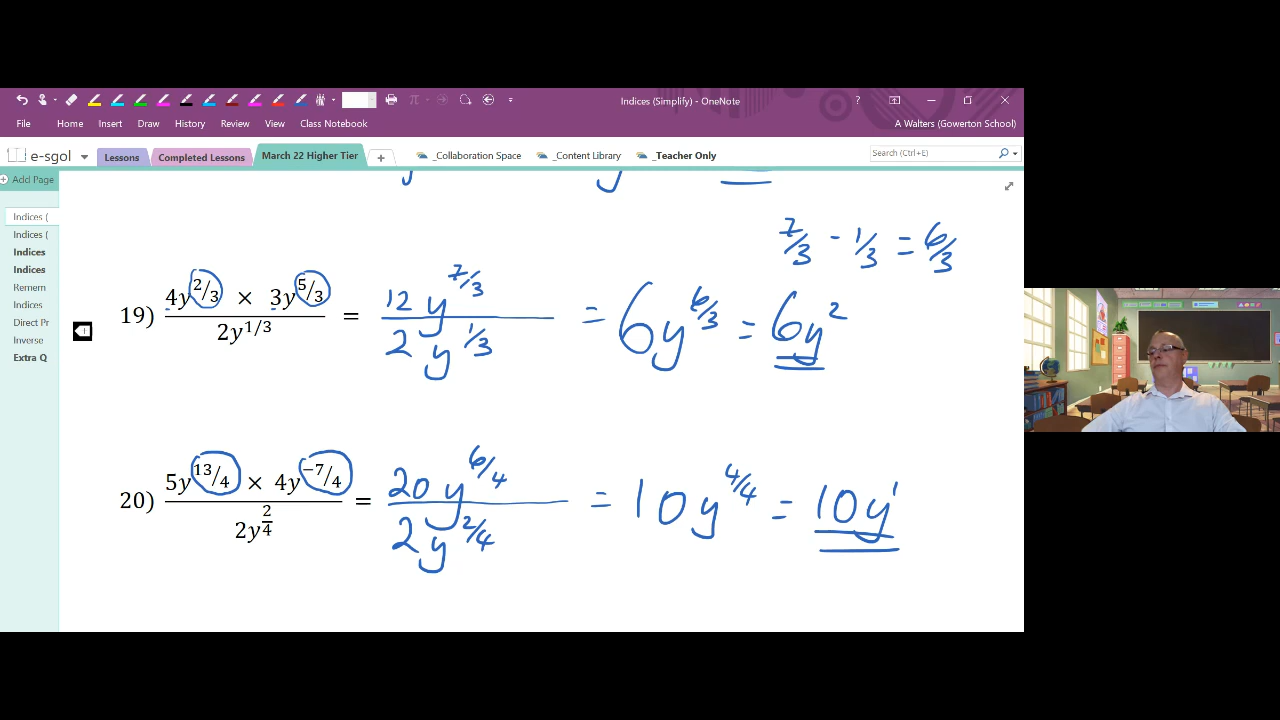 Indices (Simplify) - OneNote
?
File Home Insert Draw History Review View Class Notebook
A Walters (Gowerton School)
e-sgol Lessons Completed Lessons March 22 Higher Tier + _Collaboration Space _Content Library _Teacher Only
Search (Ctrl+E)
Add Page
Indices (
Indices (
Indices
Indices
Remem
Indices
Direct Pr
Inverse
Extra Q
7/3 - 1/3 = 6/3
19) (4y^2/3 × 3y^5/3) / 2y^1/3 = 12y^7/3 / 2y^1/3 = 6y^6/3 = 6y^2
20) (5y^13/4 × 4y^−7/4) / 2y^2/4 = 20y^6/4 / 2y^2/4 = 10y^4/4 = 10y^1